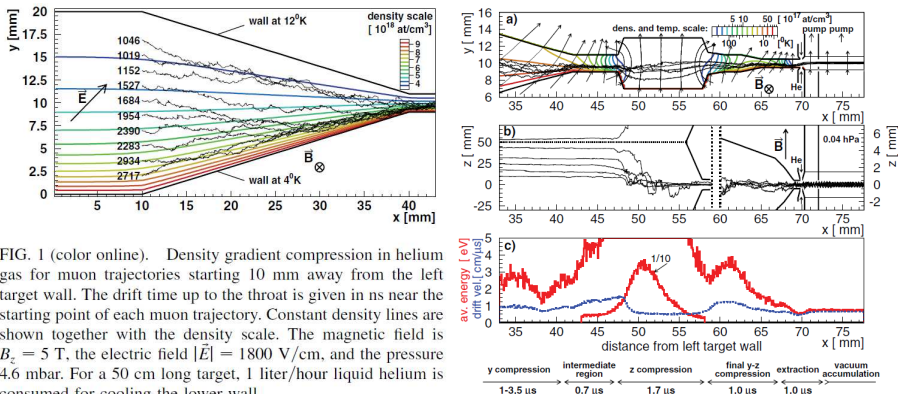 y [mm]
20
17.5
15
12.5
10
7.5
5
2.5
0
5 10 15 20 25 30 35 40
x [mm]
wall at 12⁰K
wall at 4⁰K
density scale
[ 10¹⁸ at/cm³]
9
8
7
6
5
4
1046
1019
1152
1527
1684
1954
2390
2283
2934
2717
E
B
FIG. 1 (color online). Density gradient compression in helium
gas for muon trajectories starting 10 mm away from the left
target wall. The drift time up to the throat is given in ns near the
starting point of each muon trajectory. Constant density lines are
shown together with the density scale. The magnetic field is
B_z = 5 T, the electric field |E⃗| = 1800 V/cm, and the pressure
4.6 mbar. For a 50 cm long target, 1 liter/hour liquid helium is
consumed for cooling the lower wall.
a)
y [ mm ]
16
14
12
10
8
6
dens. and temp. scale:
5 10 50 10¹⁷ at/cm³
100 10 [⁰K]
pump pump
B
He
35 40 45 50 55 60 65 70 75
x [ mm ]
b)
z [ mm ]
50
25
0
-25
B
He
0.04 hPa
6
4
2
0
-2
z [ mm ]
35 40 45 50 55 60 65 70 75
x [ mm ]
c)
av. energy [ eV ]
drift vel.[ cm/μs]
5
4
3
2
1
0
1/10
35 40 45 50 55 60 65 70 75
distance from left target wall
x [ mm ]
y compression
1-3.5 μs
intermediate
region
0.7 μs
z compression
1.7 μs
final y-z
compression
1.0 μs
extraction
1.0 μs
vacuum
accumulation